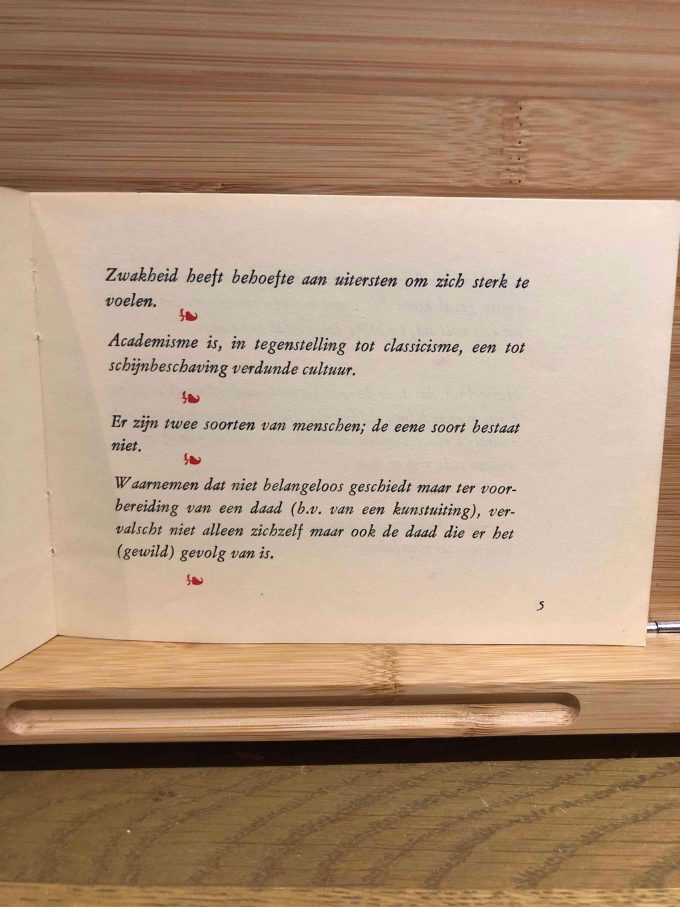 Zwakheid heeft behoefte aan uitersten om zich sterk te
voelen.
Academisme is, in tegenstelling tot classicisme, een tot
schijnbeschaving verdunde cultuur.
Er zijn twee soorten van menschen; de eene soort bestaat
niet.
Waarnemen dat niet belangeloos geschiedt maar ter voor-
bereiding van een daad (b.v. van een kunstuiting), ver-
valscht niet alleen zichzelf maar ook de daad die er het
(gewild) gevolg van is.
5